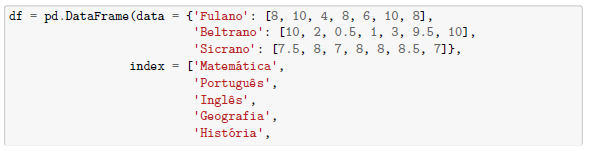 df = pd.DataFrame(data = {'Fulano': [8, 10, 4, 8, 6, 10, 8],
'Beltrano': [10, 2, 0.5, 1, 3, 9.5, 10],
'Sicrano': [7.5, 8, 7, 8, 8, 8.5, 7]},
index = ['Matemática',
'Português',
'Inglês',
'Geografia',
'História',